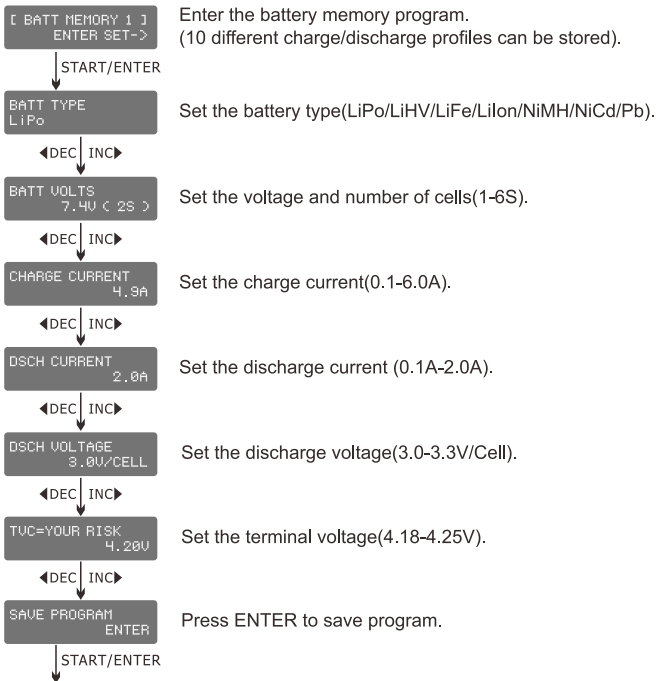 [ BATT MEMORY 1 ]
ENTER SET->
Enter the battery memory program.
(10 different charge/discharge profiles can be stored).
START/ENTER
BATT TYPE
LiPo
Set the battery type(LiPo/LiHV/LiFe/LiIon/NiMH/NiCd/Pb).
◀DEC INC▶
BATT VOLTS
7.4V ( 2S )
Set the voltage and number of cells(1-6S).
◀DEC INC▶
CHARGE CURRENT
4.9A
Set the charge current(0.1-6.0A).
◀DEC INC▶
DSCH CURRENT
2.0A
Set the discharge current (0.1A-2.0A).
◀DEC INC▶
DSCH VOLTAGE
3.0V/CELL
Set the discharge voltage(3.0-3.3V/Cell).
◀DEC INC▶
TVC=YOUR RISK
4.20V
Set the terminal voltage(4.18-4.25V).
◀DEC INC▶
SAVE PROGRAM
ENTER
Press ENTER to save program.
START/ENTER